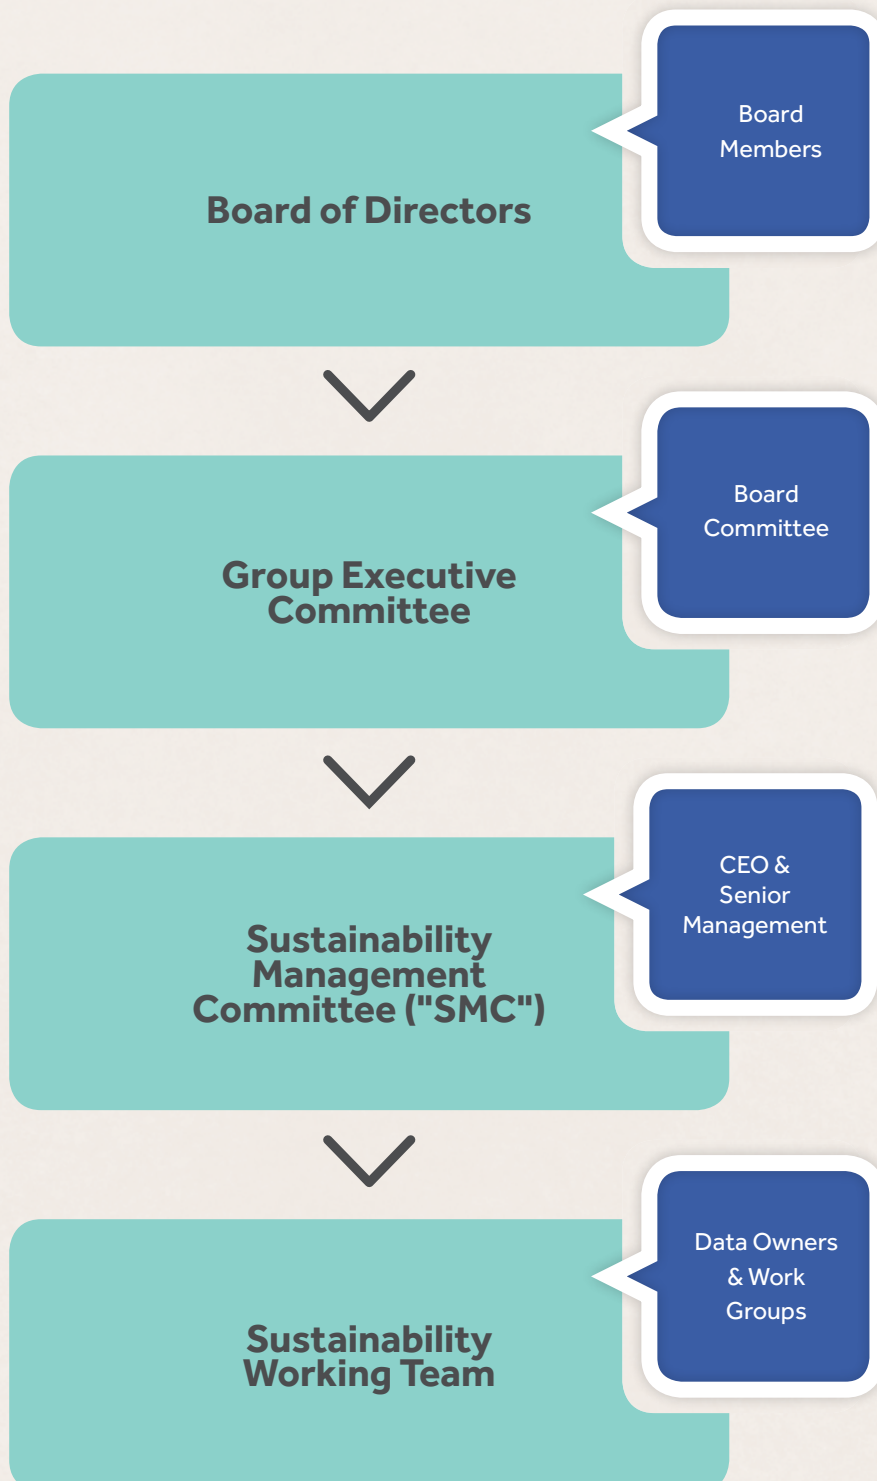 Board
Members
Board of Directors
Board
Committee
Group Executive
Committee
CEO &
Senior
Management
Sustainability
Management
Committee ("SMC")
Data Owners
& Work
Groups
Sustainability
Working Team